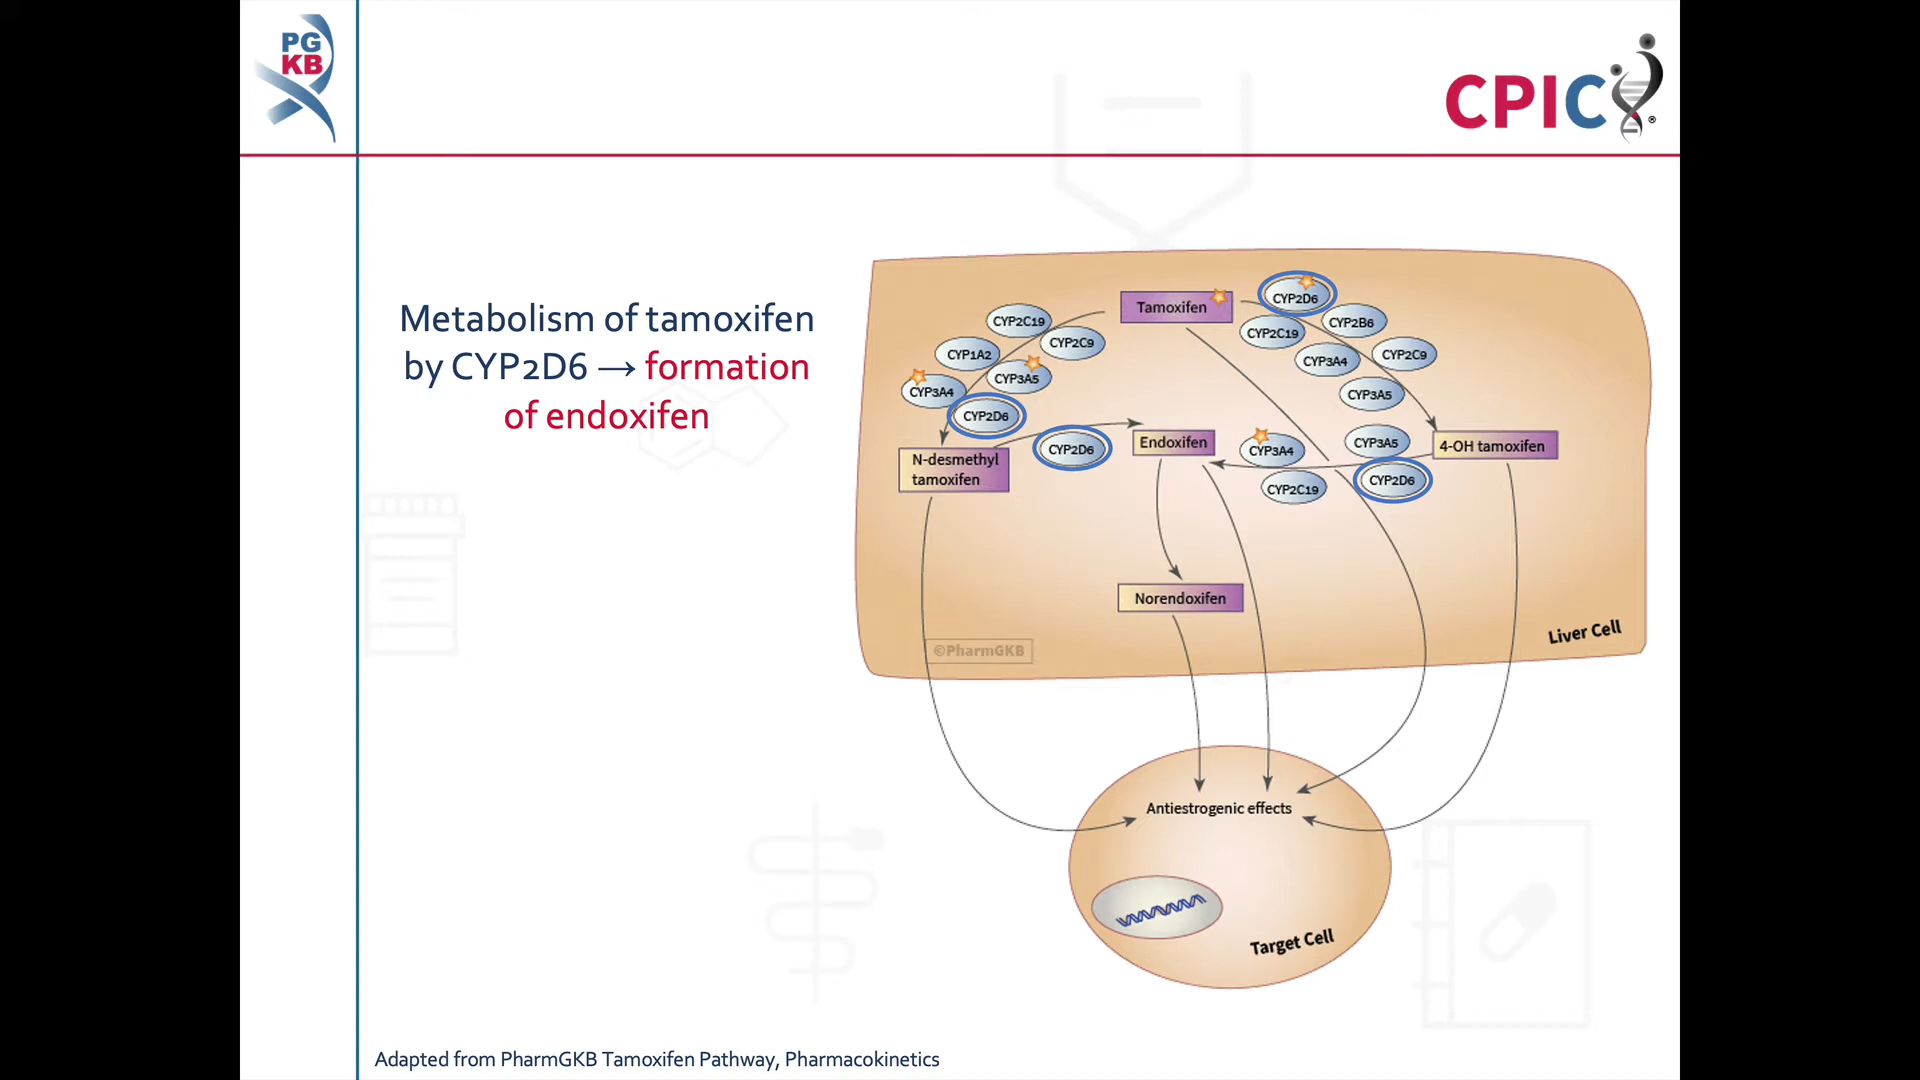 PG
KB
CPIC®
Metabolism of tamoxifen
by CYP2D6 → formation
of endoxifen
Tamoxifen
CYP2D6
CYP2C19
CYP2B6
CYP2C19
CYP2C9
CYP1A2
CYP3A4
CYP2C9
CYP3A5
CYP3A4
CYP3A5
CYP2D6
CYP2D6
Endoxifen
CYP3A4
CYP3A5
4-OH tamoxifen
N-desmethyl
tamoxifen
CYP2C19
CYP2D6
Norendoxifen
Liver Cell
©PharmGKB
Antiestrogenic effects
Target Cell
Adapted from PharmGKB Tamoxifen Pathway, Pharmacokinetics